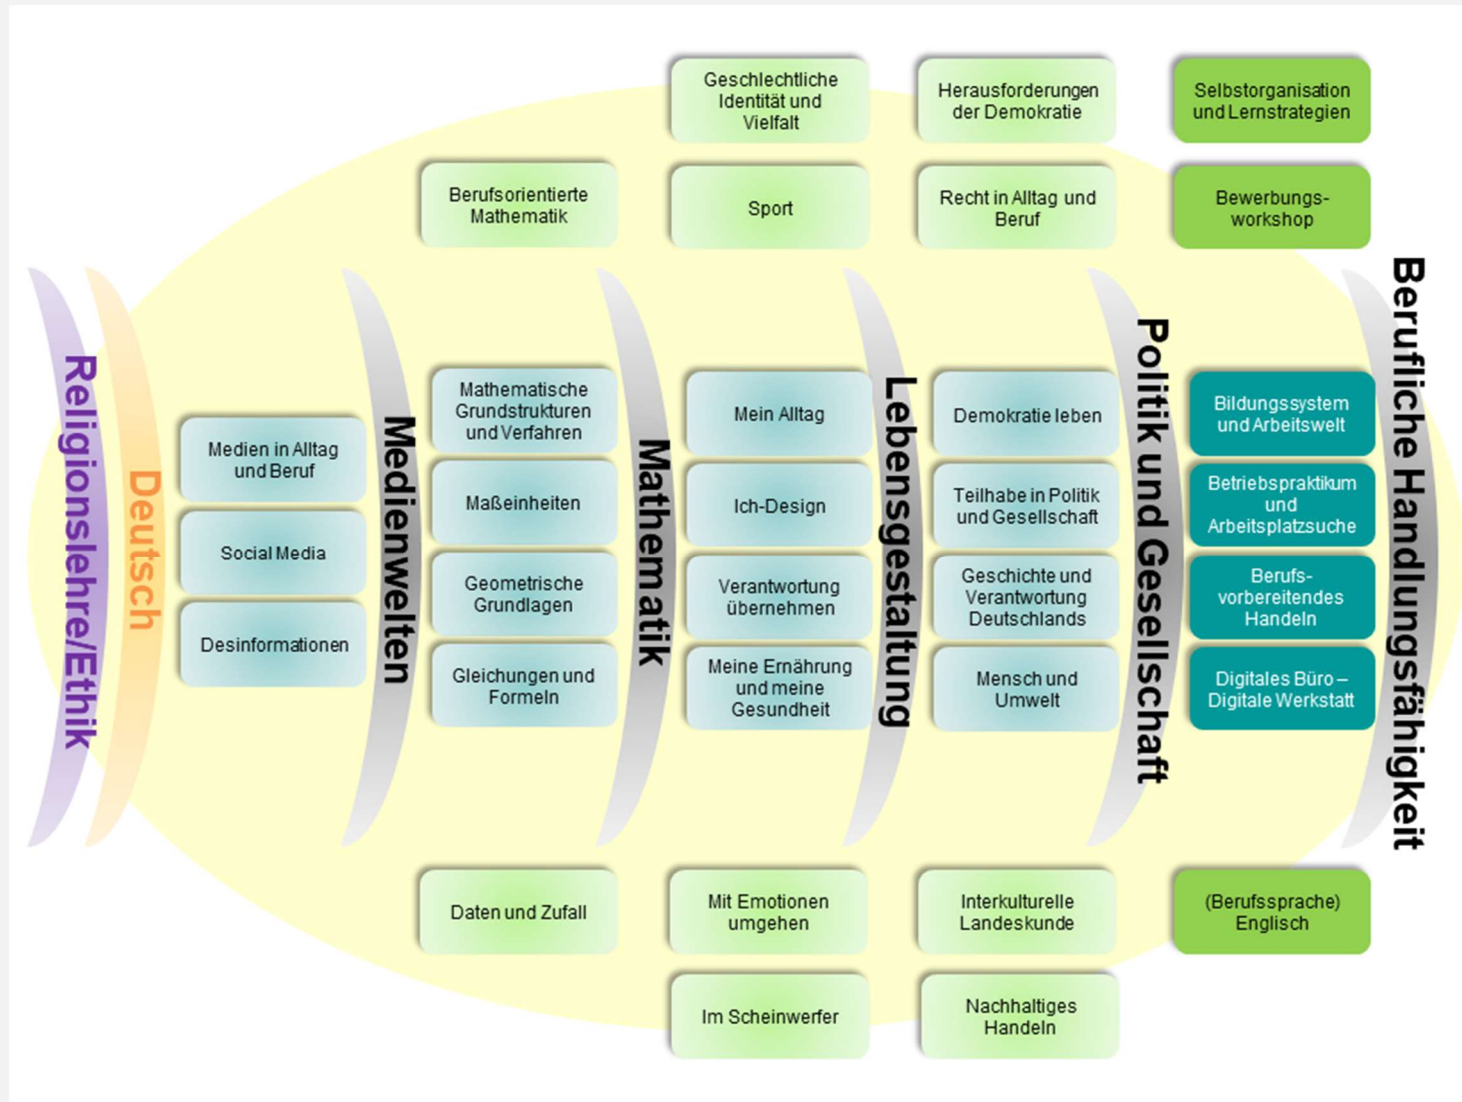 Geschlechtliche
Identität und
Vielfalt
Herausforderungen
der Demokratie
Selbstorganisation
und Lernstrategien
Berufsorientierte
Mathematik
Sport
Recht in Alltag und
Beruf
Bewerbungs-
workshop
Religionslehre/Ethik
Deutsch
Medien in Alltag
und Beruf
Social Media
Desinformationen
Medienwelten
Mathematische
Grundstrukturen
und Verfahren
Maßeinheiten
Geometrische
Grundlagen
Gleichungen und
Formeln
Mathematik
Mein Alltag
Ich-Design
Verantwortung
übernehmen
Meine Ernährung
und meine
Gesundheit
Lebensgestaltung
Demokratie leben
Teilhabe in Politik
und Gesellschaft
Geschichte und
Verantwortung
Deutschlands
Mensch und
Umwelt
Politik und Gesellschaft
Bildungssystem
und Arbeitswelt
Betriebspraktikum
und
Arbeitsplatzsuche
Berufs-
vorbereitendes
Handeln
Digitales Büro –
Digitale Werkstatt
Berufliche Handlungsfähigkeit
Daten und Zufall
Mit Emotionen
umgehen
Interkulturelle
Landeskunde
(Berufssprache)
Englisch
Im Scheinwerfer
Nachhaltiges
Handeln